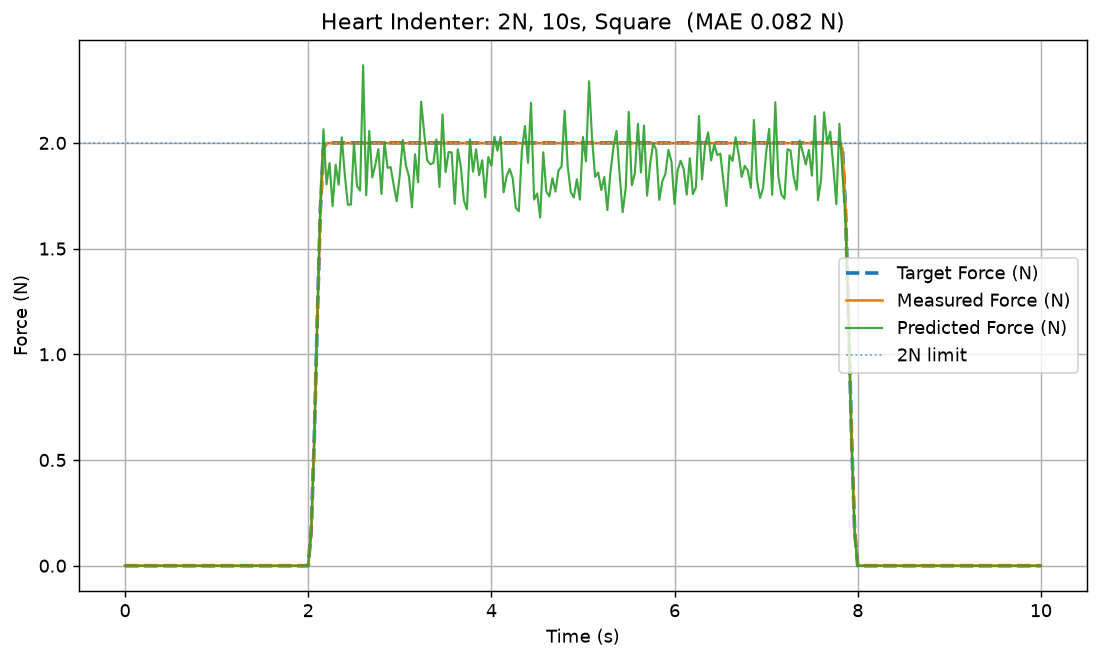 Heart Indenter: 2N, 10s, Square  (MAE 0.082 N)
2.0
1.5
1.0
0.5
0.0
Force (N)
Target Force (N)
Measured Force (N)
Predicted Force (N)
2N limit
0 2 4 6 8 10
Time (s)